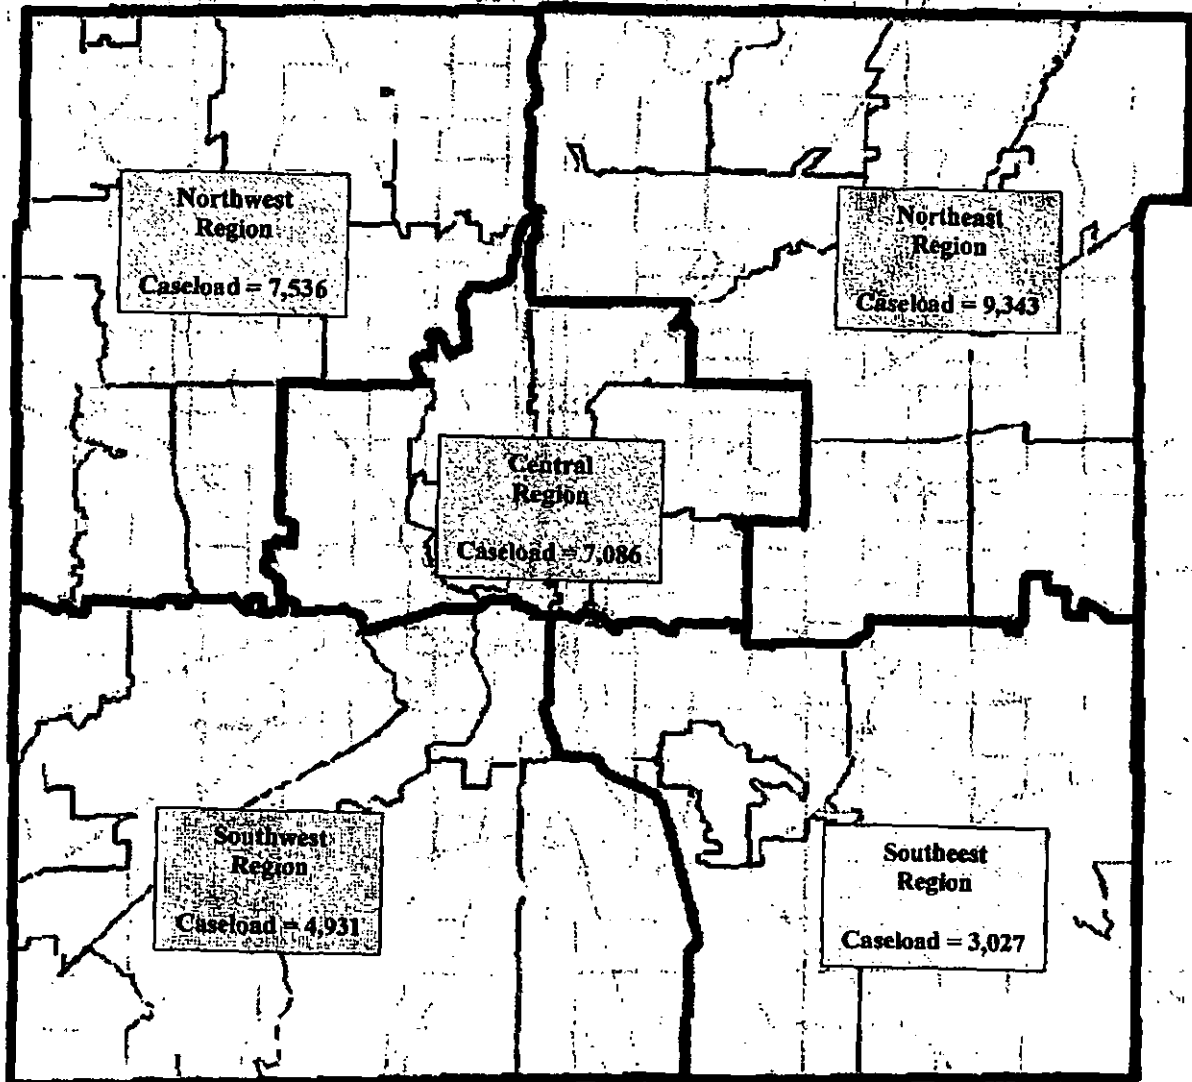 Northwest
Region
Caseload = 7,536
Northeast
Region
Caseload = 9,343
Central
Region
Caseload = 7,086
Southwest
Region
Caseload = 4,931
Southeest
Region
Caseload = 3,027